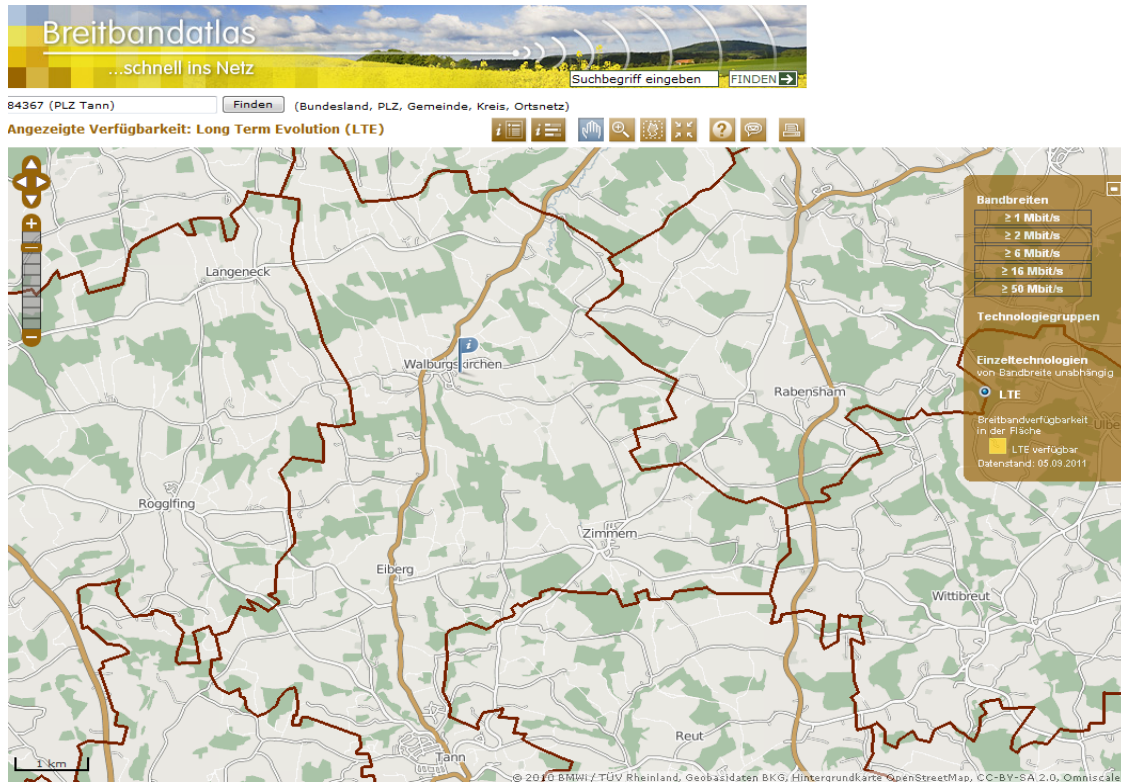 Breitbandatlas
...schnell ins Netz
Suchbegriff eingeben FINDEN
84367 (PLZ Tann) Finden (Bundesland, PLZ, Gemeinde, Kreis, Ortsnetz)
Angezeigte Verfügbarkeit: Long Term Evolution (LTE)
Bandbreiten
≥ 1 Mbit/s
≥ 2 Mbit/s
≥ 6 Mbit/s
≥ 16 Mbit/s
≥ 50 Mbit/s
Technologiegruppen
Einzeltechnologien
von Bandbreite unabhängig
LTE
Breitbandverfügbarkeit
in der Fläche
LTE verfügbar
Datenstand: 05.09.2011
Langeneck
Walburgskirchen
Rabensham
Rogglfing
Zimmern
Eiberg
Wittibreut
Reut
Tann
1 km
© 2010 BMWi / TÜV Rheinland, Geobasidaten BKG, Hintergrundkarte OpenStreetMap, CC-BY-SA 2.0, Omniscale